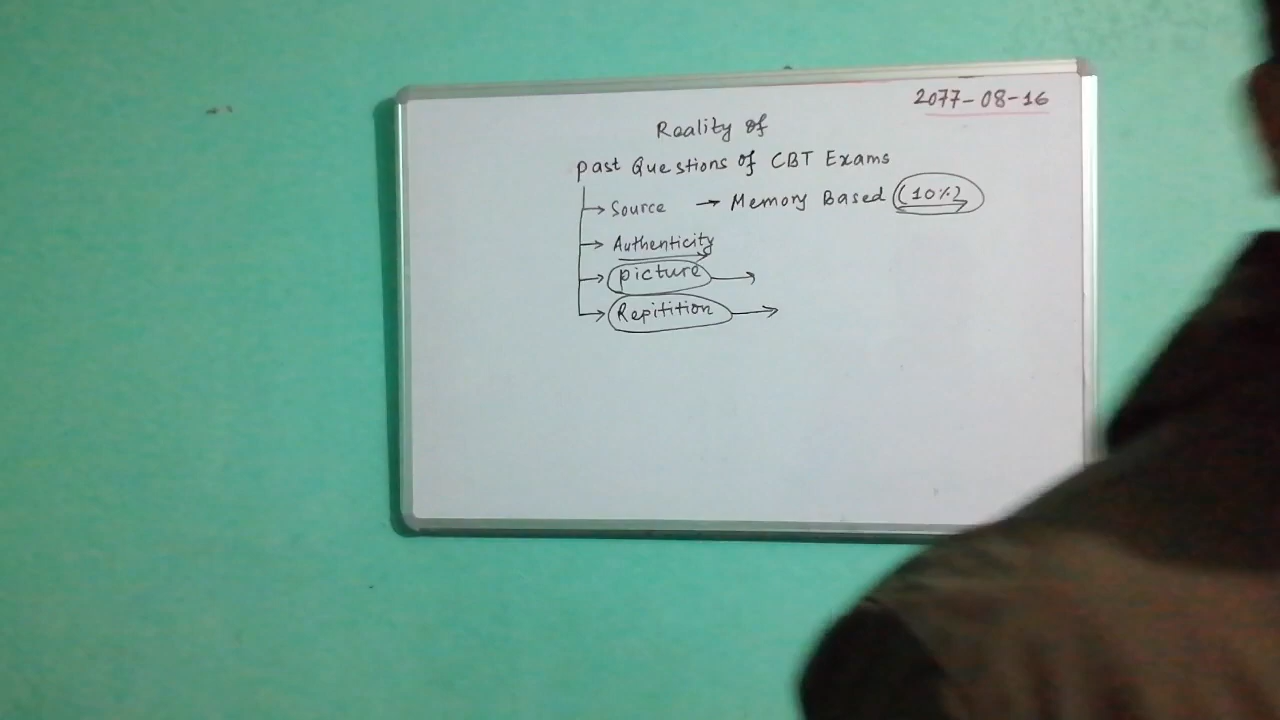 2077-08-16
Reality of
past Questions of CBT Exams
→ Source → Memory Based (10%)
→ Authenticity
→ picture →
→ Repitition →